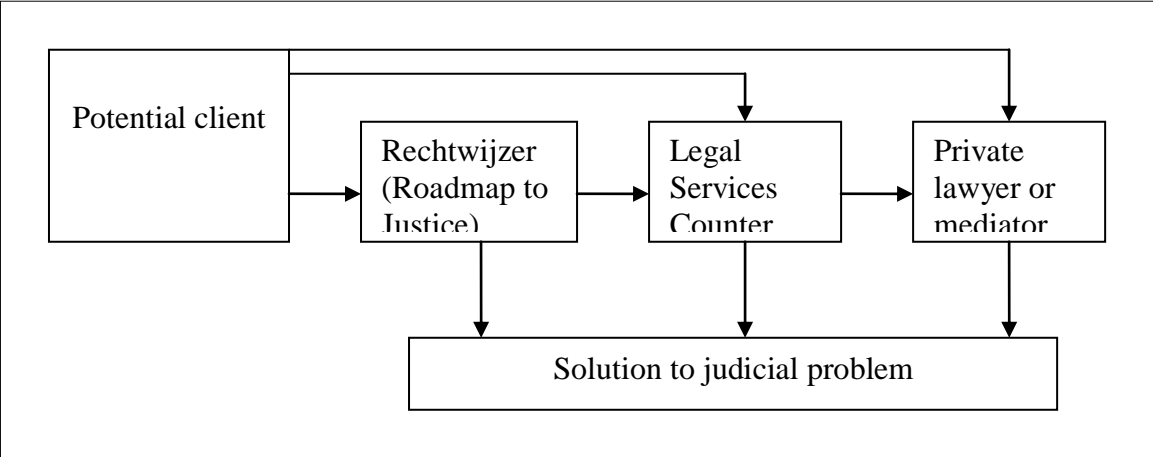 Potential client
Rechtwijzer
(Roadmap to
Justice)
Legal
Services
Counter
Private
lawyer or
mediator
Solution to judicial problem